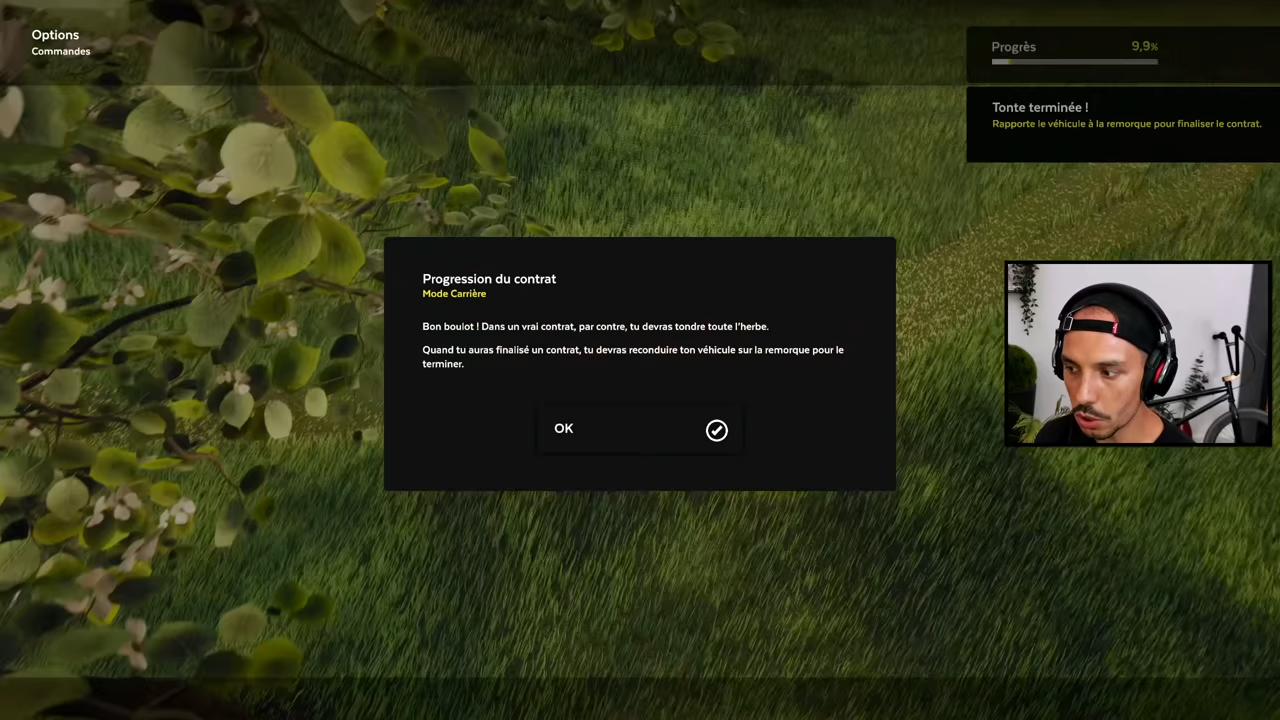 Options
Commandes
Progrès 9,9%
Tonte terminée !
Rapporte le véhicule à la remorque pour finaliser le contrat.
Progression du contrat
Mode Carrière
Bon boulot ! Dans un vrai contrat, par contre, tu devras tondre toute l'herbe.
Quand tu auras finalisé un contrat, tu devras reconduire ton véhicule sur la remorque pour le
terminer.
OK